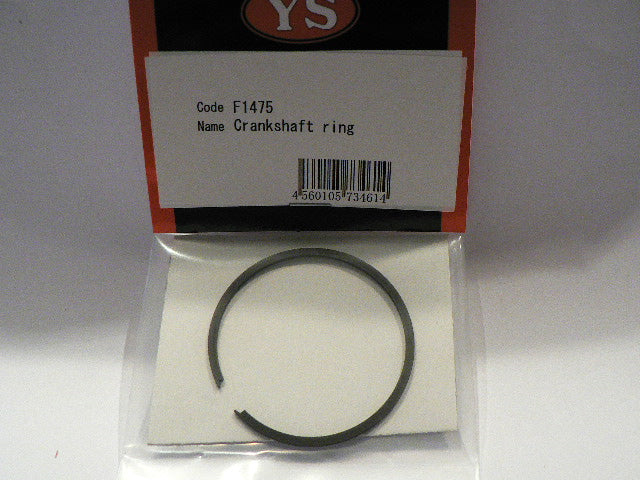 YS
Code F1475
Name Crankshaft ring
4 560105 734614